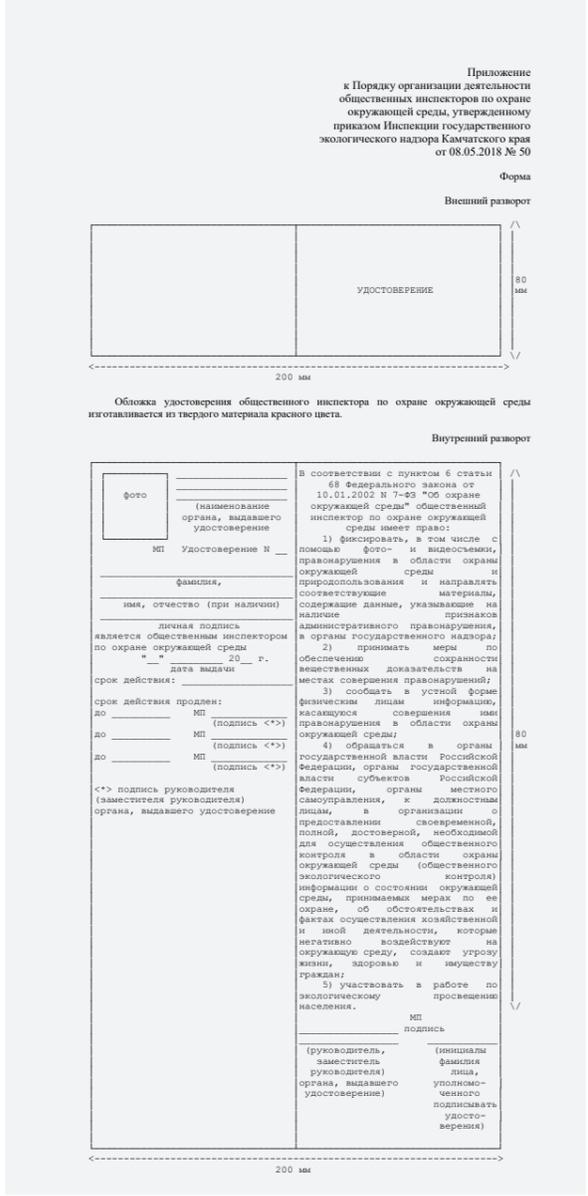 Приложение
к Порядку организации деятельности
общественных инспекторов по охране
окружающей среды, утвержденному
приказом Инспекции государственного
экологического надзора Камчатского края
от 08.05.2018 № 50
Форма
Внешний разворот
/\
УДОСТОВЕРЕНИЕ
80
мм
\/
<------------------------------------------------------------------>
200 мм
Обложка удостоверения общественного инспектора по охране окружающей среды
изготавливается из твердого материала красного цвета.
Внутренний разворот
фото
(наименование
органа, выдавшего
удостоверение
МП Удостоверение N __
фамилия,
имя, отчество (при наличии)
личная подпись
является общественным инспектором
по охране окружающей среды
"__" _________ 20__ г.
дата выдачи
срок действия: ___________________
срок действия продлен:
до __________ МП _____________
(подпись <*>)
до __________ МП _____________
(подпись <*>)
до __________ МП _____________
(подпись <*>)
<*> подпись руководителя
(заместителя руководителя)
органа, выдавшего удостоверение
В соответствии с пунктом 6 статьи
68 Федерального закона от
10.01.2002 N 7-ФЗ "Об охране
окружающей среды" общественный
инспектор по охране окружающей
среды имеет право:
1) фиксировать, в том числе с
помощью фото- и видеосъемки,
правонарушения в области охраны
окружающей среды и
природопользования и направлять
соответствующие материалы,
содержащие данные, указывающие на
наличие признаков
административного правонарушения,
в органы государственного надзора;
2) принимать меры по
обеспечению сохранности
вещественных доказательств на
местах совершения правонарушений;
3) сообщать в устной форме
физическим лицам информацию,
касающуюся совершения ими
правонарушения в области охраны
окружающей среды;
4) обращаться в органы
государственной власти Российской
Федерации, органы государственной
власти субъектов Российской
Федерации, органы местного
самоуправления, к должностным
лицам, в организации о
предоставлении своевременной,
полной, достоверной, необходимой
для осуществления общественного
контроля в области охраны
окружающей среды (общественного
экологического контроля)
информации о состоянии окружающей
среды, принимаемых мерах по ее
охране, об обстоятельствах и
фактах осуществления хозяйственной
и иной деятельности, которые
негативно воздействуют на
окружающую среду, создают угрозу
жизни, здоровью и имуществу
граждан;
5) участвовать в работе по
экологическому просвещению
населения.
МП
_________________ подпись
(руководитель,
заместитель
руководителя)
органа, выдавшего
удостоверение)
(инициалы
фамилия
лица,
уполномо-
ченного
подписывать
удосто-
верения)
/\
80
мм
\/
<------------------------------------------------------------------>
200 мм